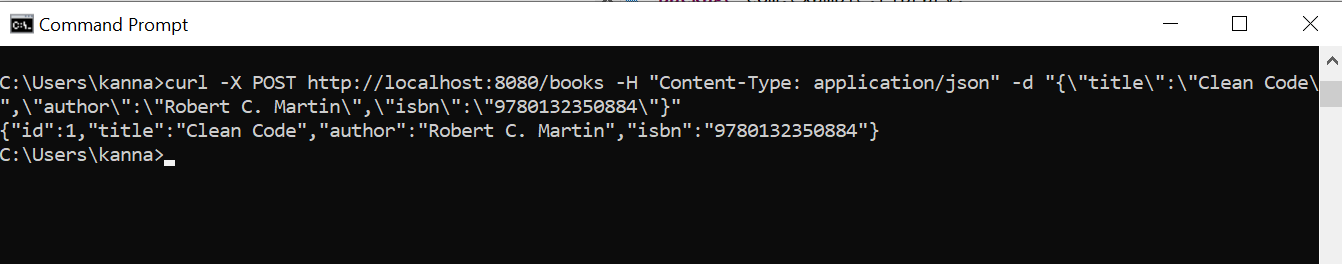 Command Prompt
C:\Users\kanna>curl -X POST http://localhost:8080/books -H "Content-Type: application/json" -d "{\"title\":\"Clean Code\
",\"author\":\"Robert C. Martin\",\"isbn\":\"9780132350884\"}"
{"id":1,"title":"Clean Code","author":"Robert C. Martin","isbn":"9780132350884"}
C:\Users\kanna>